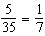 5/35 = 1/7